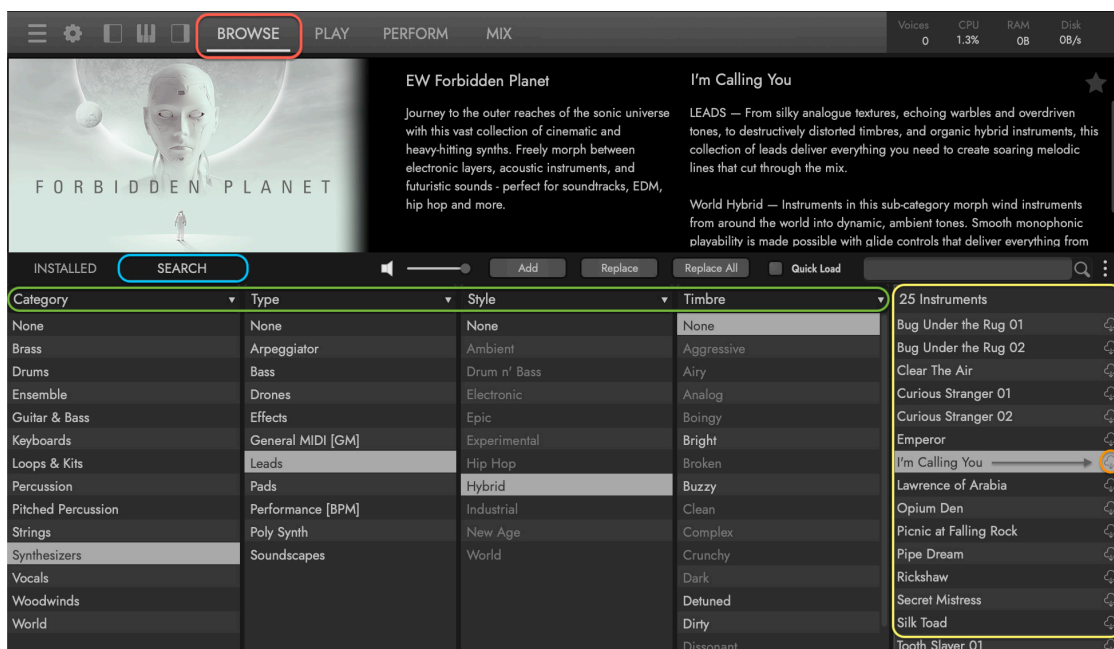 BROWSE PLAY PERFORM MIX
Voices CPU RAM Disk
0 1.3% 0B 0B/s
FORBIDDEN PLANET
EW Forbidden Planet
Journey to the outer reaches of the sonic universe
with this vast collection of cinematic and
heavy-hitting synths. Freely morph between
electronic layers, acoustic instruments, and
futuristic sounds - perfect for soundtracks, EDM,
hip hop and more.
I'm Calling You
LEADS — From silky analogue textures, echoing warbles and overdriven
tones, to destructively distorted timbres, and organic hybrid instruments, this
collection of leads deliver everything you need to create soaring melodic
lines that cut through the mix.
World Hybrid — Instruments in this sub-category morph wind instruments
from around the world into dynamic, ambient tones. Smooth monophonic
playability is made possible with glide controls that deliver everything from
INSTALLED SEARCH Add Replace Replace All Quick Load
Category
None
Brass
Drums
Ensemble
Guitar & Bass
Keyboards
Loops & Kits
Percussion
Pitched Percussion
Strings
Synthesizers
Vocals
Woodwinds
World
Type
None
Arpeggiator
Bass
Drones
Effects
General MIDI [GM]
Leads
Pads
Performance [BPM]
Poly Synth
Soundscapes
Style
None
Ambient
Drum n' Bass
Electronic
Epic
Experimental
Hip Hop
Hybrid
Industrial
New Age
World
Timbre
None
Aggressive
Airy
Analog
Boingy
Bright
Broken
Buzzy
Clean
Complex
Crunchy
Dark
Detuned
Dirty
Dissonant
25 Instruments
Bug Under the Rug 01
Bug Under the Rug 02
Clear The Air
Curious Stranger 01
Curious Stranger 02
Emperor
I'm Calling You
Lawrence of Arabia
Opium Den
Picnic at Falling Rock
Pipe Dream
Rickshaw
Secret Mistress
Silk Toad
Tooth Slayer 01